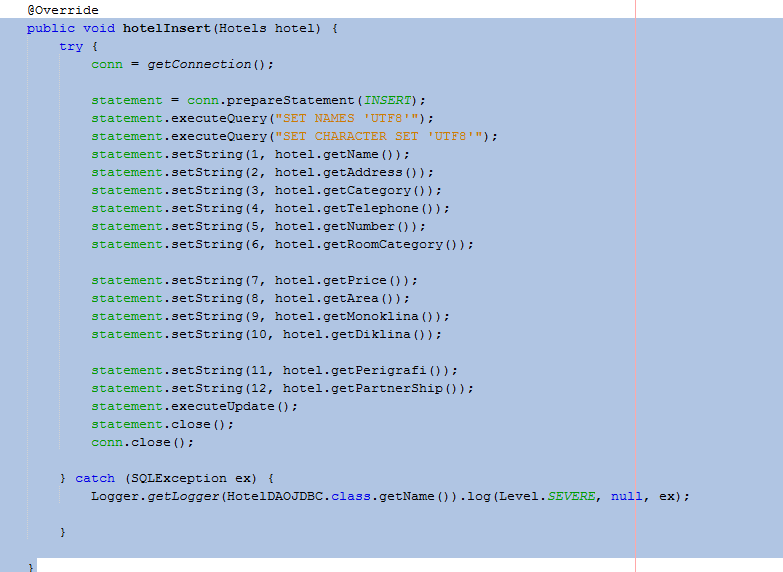 @Override
public void hotelInsert(Hotels hotel) {
try {
conn = getConnection();
statement = conn.prepareStatement(INSERT);
statement.executeQuery("SET NAMES 'UTF8'");
statement.executeQuery("SET CHARACTER SET 'UTF8'");
statement.setString(1, hotel.getName());
statement.setString(2, hotel.getAddress());
statement.setString(3, hotel.getCategory());
statement.setString(4, hotel.getTelephone());
statement.setString(5, hotel.getNumber());
statement.setString(6, hotel.getRoomCategory());
statement.setString(7, hotel.getPrice());
statement.setString(8, hotel.getArea());
statement.setString(9, hotel.getMonoklina());
statement.setString(10, hotel.getDiklina());
statement.setString(11, hotel.getPerigrafi());
statement.setString(12, hotel.getPartnerShip());
statement.executeUpdate();
statement.close();
conn.close();
} catch (SQLException ex) {
Logger.getLogger(HotelDAOJDBC.class.getName()).log(Level.SEVERE, null, ex);
}
}